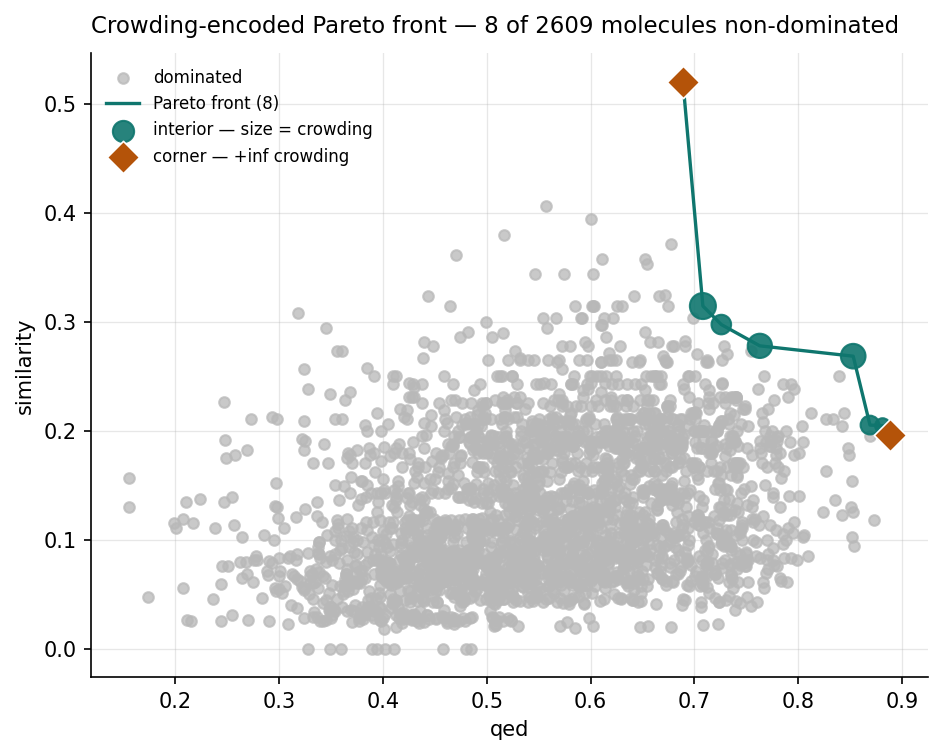 Crowding-encoded Pareto front — 8 of 2609 molecules non-dominated
dominated
Pareto front (8)
interior — size = crowding
corner — +inf crowding
0.5
0.4
0.3
0.2
0.1
0.0
similarity
0.2 0.3 0.4 0.5 0.6 0.7 0.8 0.9
qed